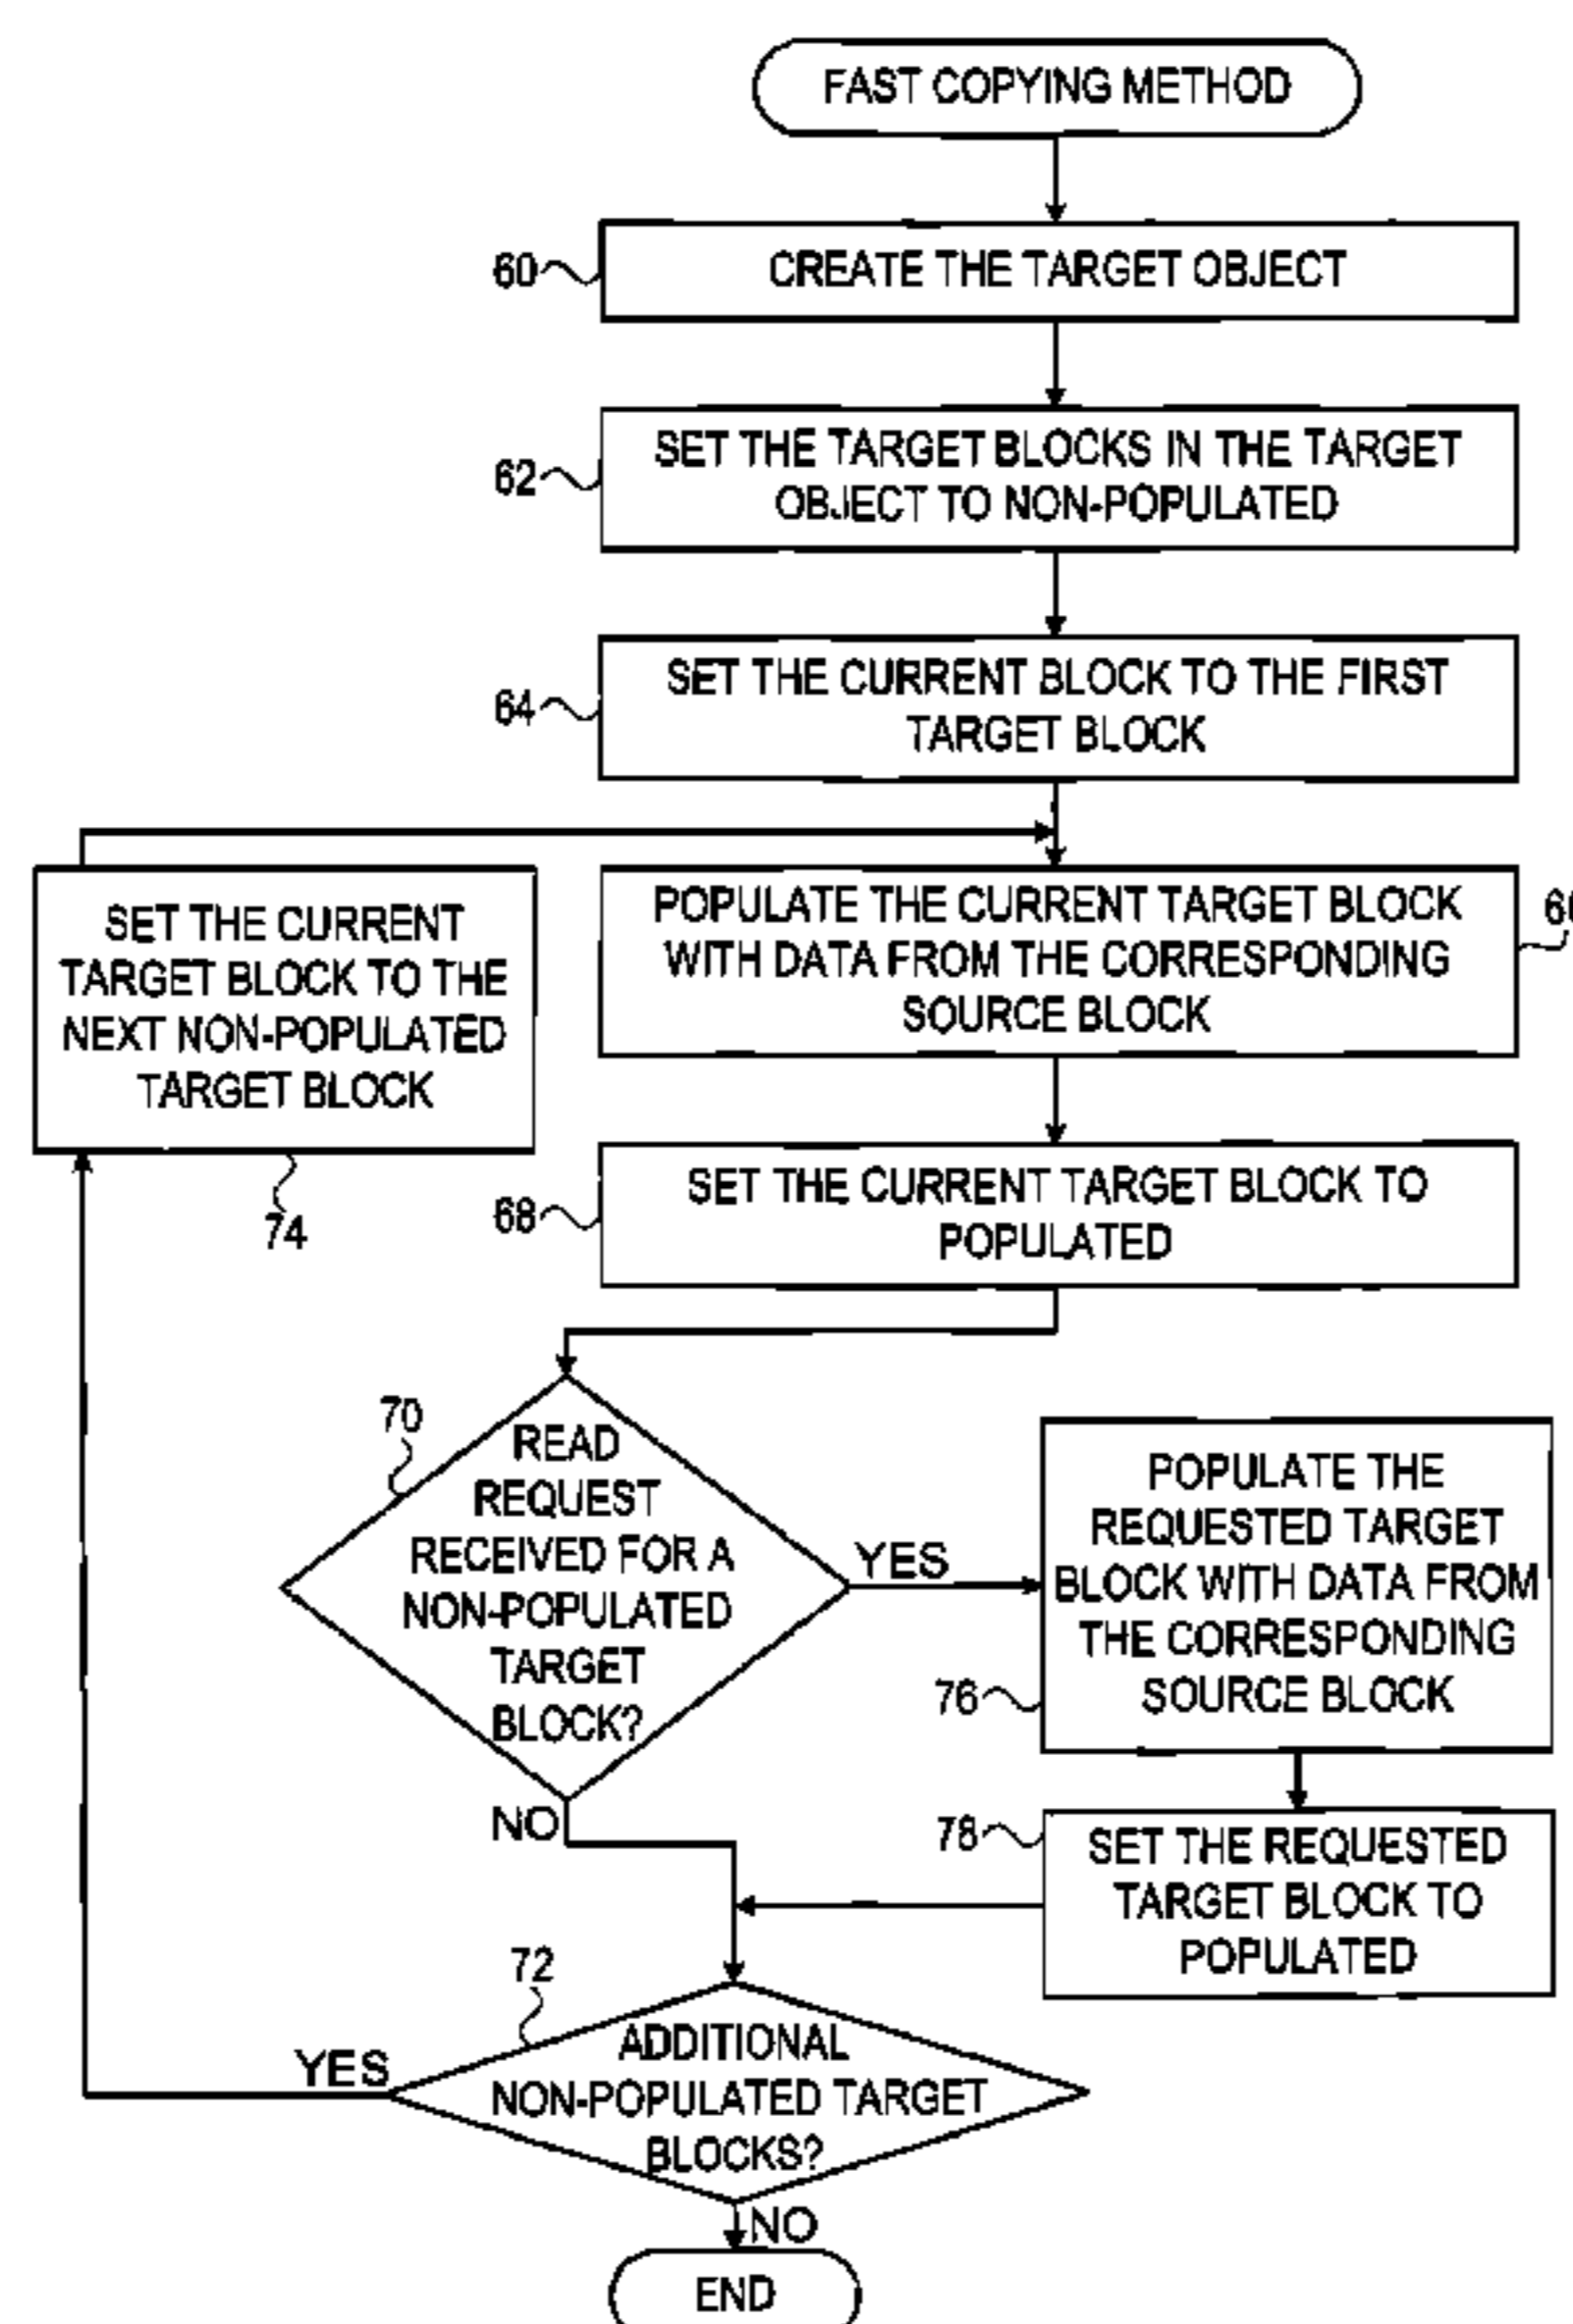 FAST COPYING METHOD
60
CREATE THE TARGET OBJECT
62
SET THE TARGET BLOCKS IN THE TARGET
OBJECT TO NON-POPULATED
64
SET THE CURRENT BLOCK TO THE FIRST
TARGET BLOCK
SET THE CURRENT
TARGET BLOCK TO THE
NEXT NON-POPULATED
TARGET BLOCK
74
POPULATE THE CURRENT TARGET BLOCK
WITH DATA FROM THE CORRESPONDING
SOURCE BLOCK
68
SET THE CURRENT TARGET BLOCK TO
POPULATED
70
READ
REQUEST
RECEIVED FOR A
NON-POPULATED
TARGET
BLOCK?
YES
NO
POPULATE THE
REQUESTED TARGET
BLOCK WITH DATA FROM
THE CORRESPONDING
SOURCE BLOCK
76
78
SET THE REQUESTED
TARGET BLOCK TO
POPULATED
72
ADDITIONAL
NON-POPULATED TARGET
BLOCKS?
YES
NO
END